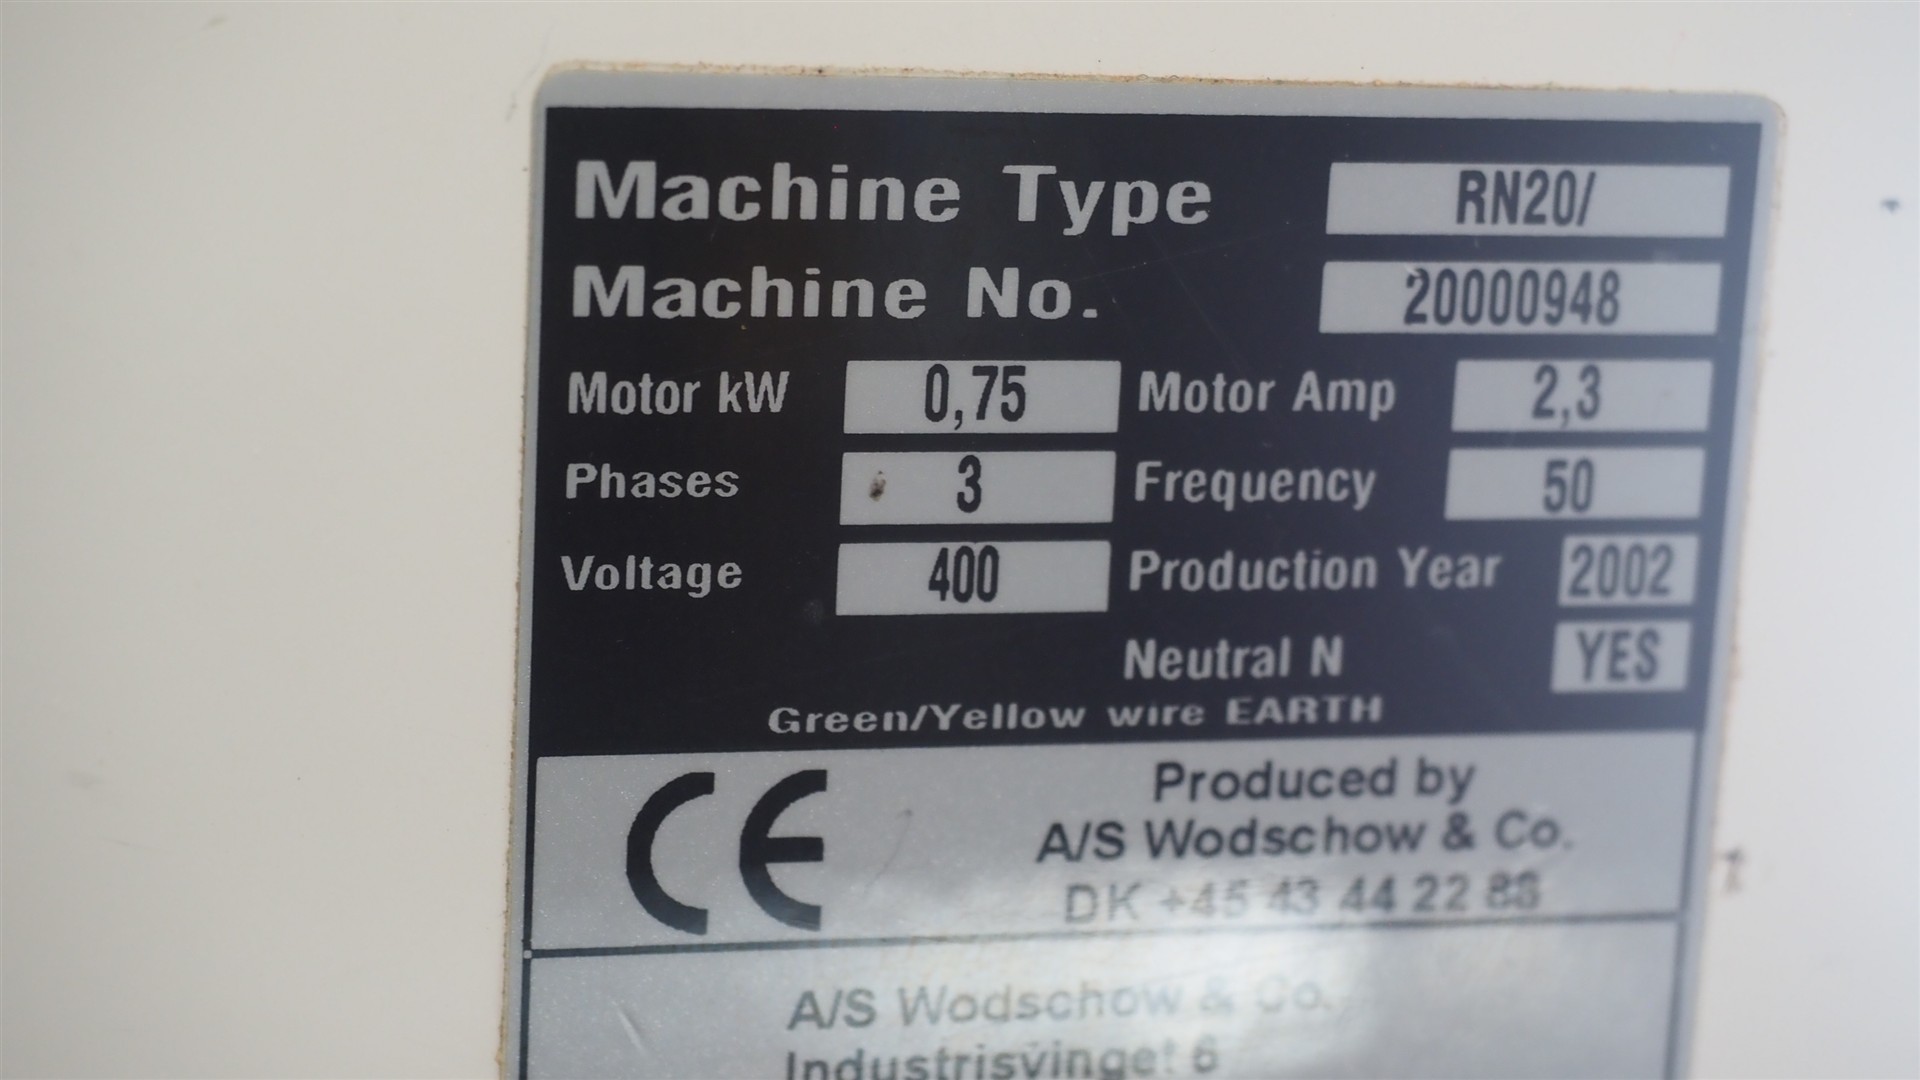 Machine Type RN20/
Machine No. 20000948
Motor kW 0,75 Motor Amp 2,3
Phases 3 Frequency 50
Voltage 400 Production Year 2002
Neutral N YES
Green/Yellow wire EARTH
CE Produced by
A/S Wodschow & Co.
DK +45 43 44 22 88
A/S Wodschow & Co.
Industrisvinget 6